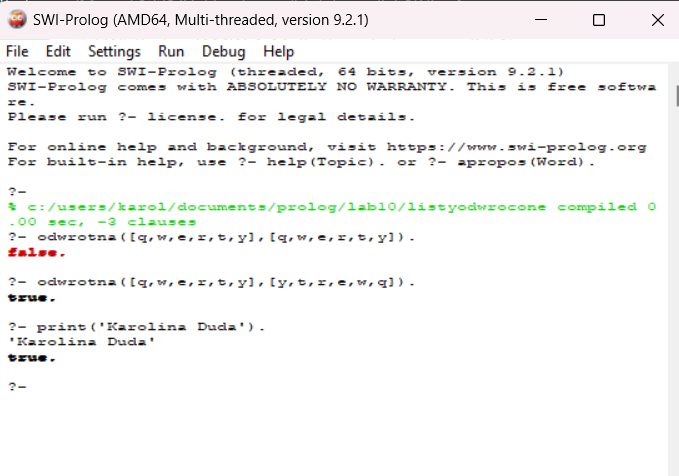 SWI-Prolog (AMD64, Multi-threaded, version 9.2.1)
File Edit Settings Run Debug Help
Welcome to SWI-Prolog (threaded, 64 bits, version 9.2.1)
SWI-Prolog comes with ABSOLUTELY NO WARRANTY. This is free softwa
re.
Please run ?- license. for legal details.
For online help and background, visit https://www.swi-prolog.org
For built-in help, use ?- help(Topic). or ?- apropos(Word).
?-
% c:/users/karol/documents/prolog/lab10/listyodwrocone compiled 0
.00 sec, -3 clauses
?- odwrotna([q,w,e,r,t,y],[q,w,e,r,t,y]).
false.
?- odwrotna([q,w,e,r,t,y],[y,t,r,e,w,q]).
true.
?- print('Karolina Duda').
'Karolina Duda'
true.
?-